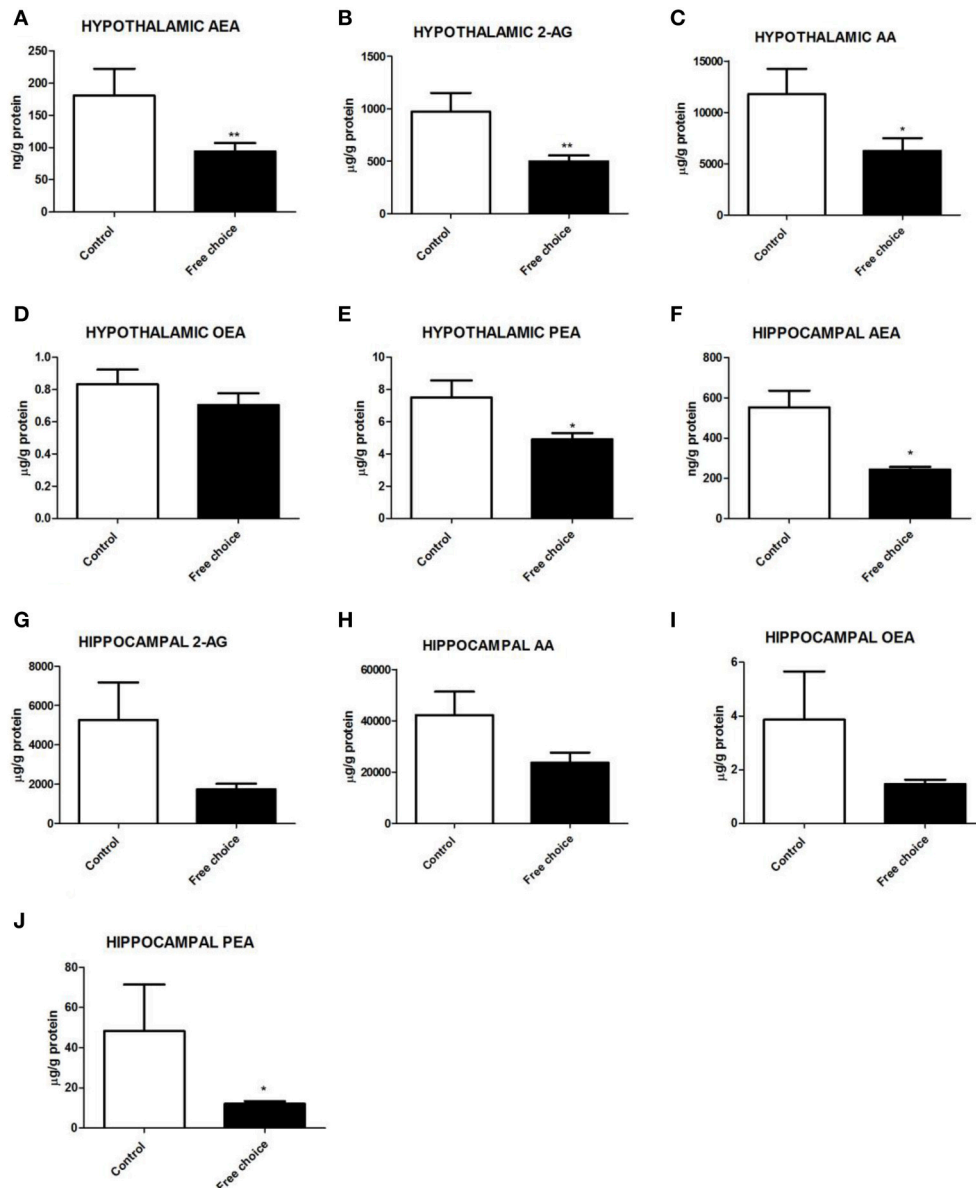 A
HYPOTHALAMIC AEA
250
200
150
100
50
0
ng/g protein
**
Control
Free choice
B
HYPOTHALAMIC 2-AG
1500
1000
500
0
μg/g protein
**
Control
Free choice
C
HYPOTHALAMIC AA
15000
10000
5000
0
μg/g protein
*
Control
Free choice
D
HYPOTHALAMIC OEA
1.0
0.8
0.6
0.4
0.2
0.0
μg/g protein
Control
Free choice
E
HYPOTHALAMIC PEA
10
8
6
4
2
0
μg/g protein
*
Control
Free choice
F
HIPPOCAMPAL AEA
800
600
400
200
0
ng/g protein
*
Control
Free choice
G
HIPPOCAMPAL 2-AG
8000
6000
4000
2000
0
μg/g protein
Control
Free choice
H
HIPPOCAMPAL AA
60000
40000
20000
0
μg/g protein
Control
Free choice
I
HIPPOCAMPAL OEA
6
4
2
0
μg/g protein
Control
Free choice
J
HIPPOCAMPAL PEA
80
60
40
20
0
μg/g protein
*
Control
Free choice